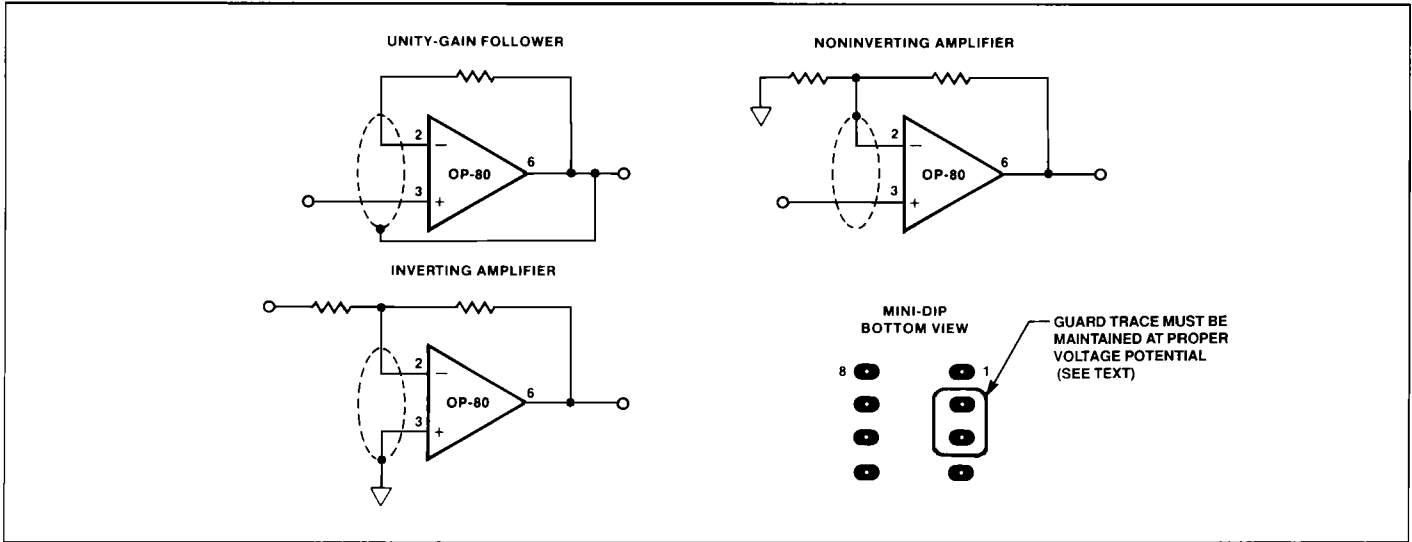 UNITY-GAIN FOLLOWER
2
−
OP-80
6
3
+
NONINVERTING AMPLIFIER
2
−
OP-80
6
3
+
INVERTING AMPLIFIER
2
−
OP-80
6
3
+
MINI-DIP
BOTTOM VIEW
8
1
GUARD TRACE MUST BE
MAINTAINED AT PROPER
VOLTAGE POTENTIAL
(SEE TEXT)